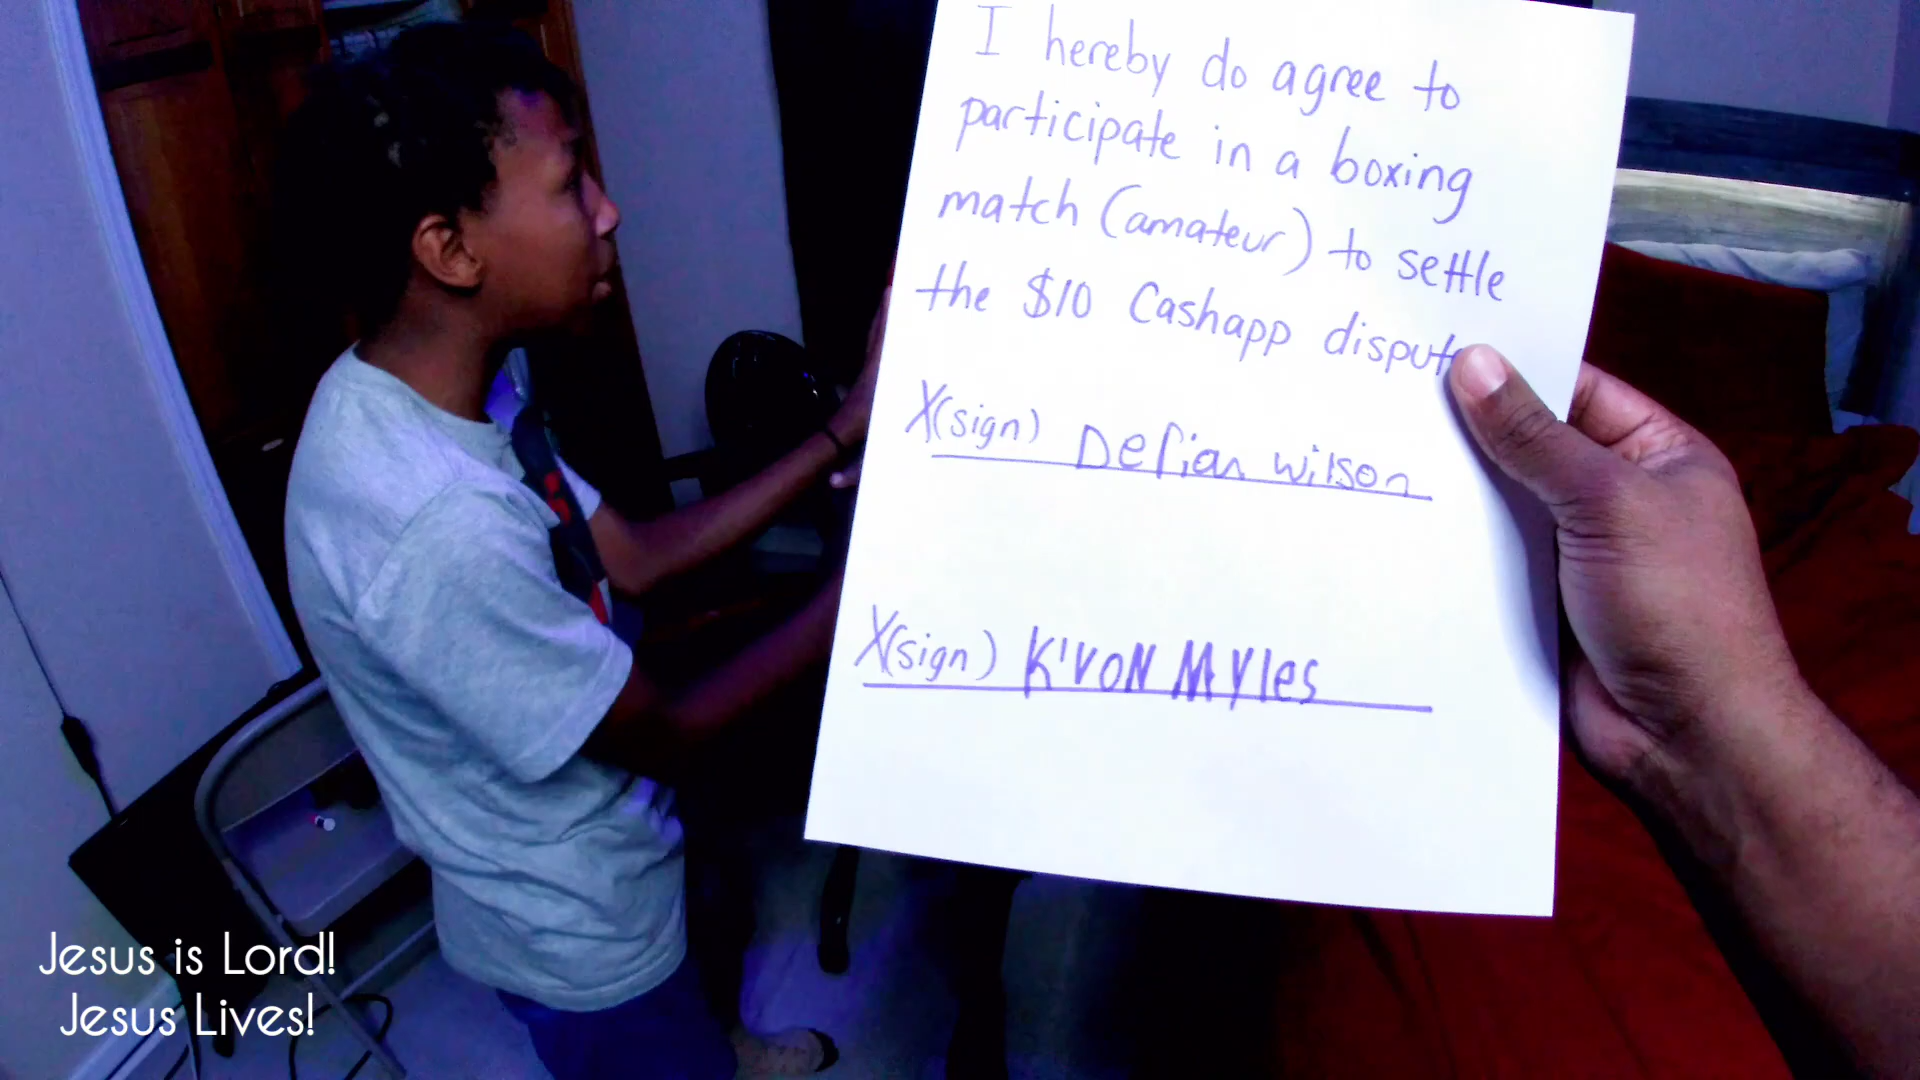 I hereby do agree to
participate in a boxing
match (amateur) to settle
the $10 Cashapp dispute
X(sign) Derian Wilson
X(sign) K'VON MYles
Jesus is Lord!
Jesus Lives!